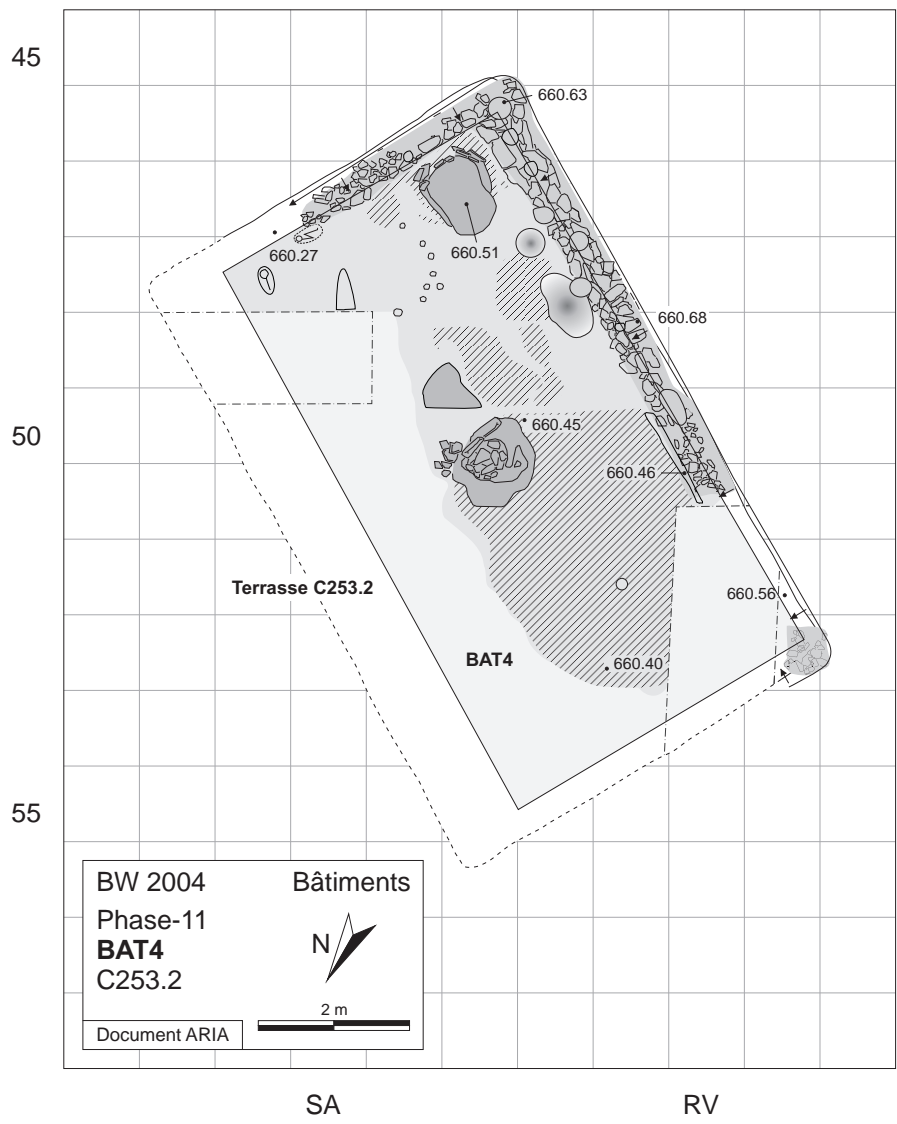 45
660.63
660.27
660.51
660.68
50
660.45
660.46
Terrasse C253.2
660.56
BAT4
660.40
55
BW 2004 Bâtiments
Phase-11
BAT4
C253.2
N
2 m
Document ARIA
SA RV